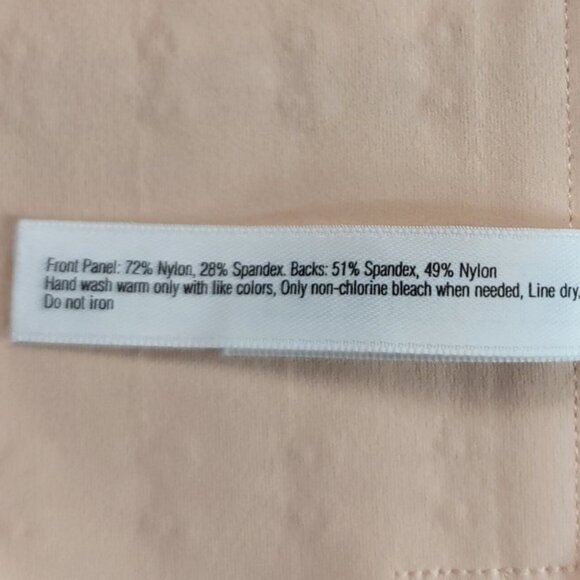 Front Panel: 72% Nylon, 28% Spandex. Backs: 51% Spandex, 49% Nylon
Hand wash warm only with like colors, Only non-chlorine bleach when needed, Line dry,
Do not iron